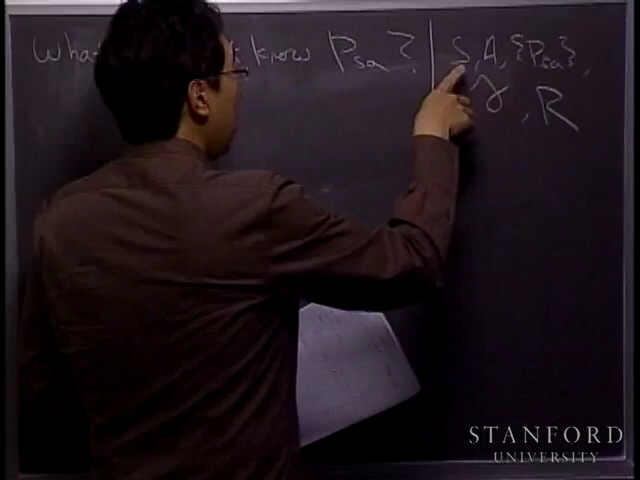 What know Psa ? S, A, {Psa},
γ, R
STANFORD
UNIVERSITY